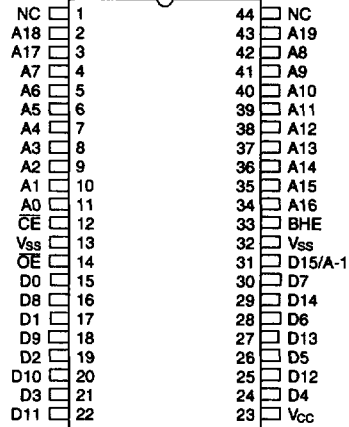 NC 1 44 NC
A18 2 43 A19
A17 3 42 A8
A7 4 41 A9
A6 5 40 A10
A5 6 39 A11
A4 7 38 A12
A3 8 37 A13
A2 9 36 A14
A1 10 35 A15
A0 11 34 A16
C̅E̅ 12 33 BHE
VSS 13 32 VSS
O̅E̅ 14 31 D15/A-1
D0 15 30 D7
D8 16 29 D14
D1 17 28 D6
D9 18 27 D13
D2 19 26 D5
D10 20 25 D12
D3 21 24 D4
D11 22 23 VCC